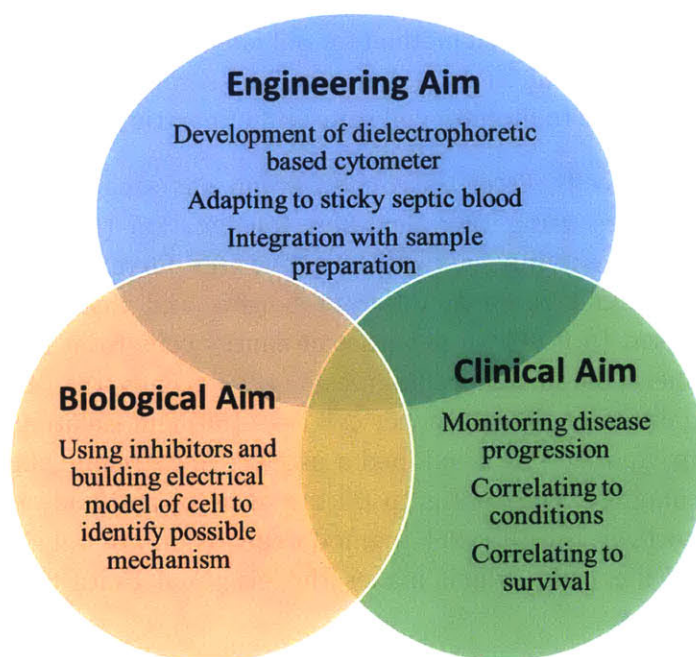 Engineering Aim
Development of dielectrophoretic
based cytometer
Adapting to sticky septic blood
Integration with sample
preparation
Biological Aim
Using inhibitors and
building electrical
model of cell to
identify possible
mechanism
Clinical Aim
Monitoring disease
progression
Correlating to
conditions
Correlating to
survival